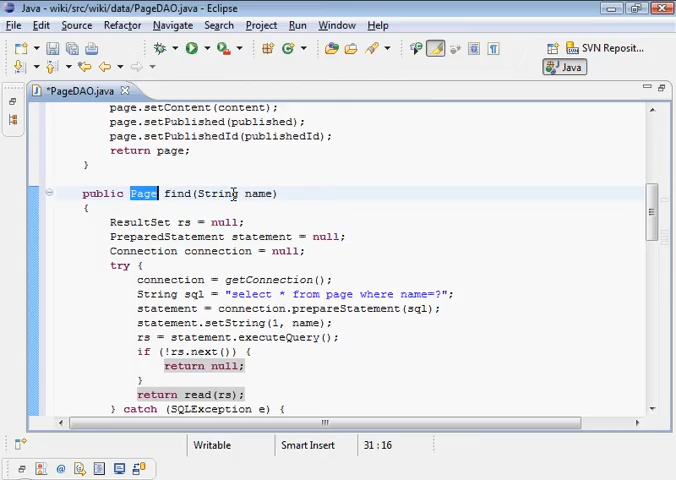 Java - wiki/src/wiki/data/PageDAO.java - Eclipse
File Edit Source Refactor Navigate Search Project Run Window Help
SVN Reposit...
Java
*PageDAO.java
page.setContent(content);
page.setPublished(published);
page.setPublishedId(publishedId);
return page;
}
public Page find(String name)
{
ResultSet rs = null;
PreparedStatement statement = null;
Connection connection = null;
try {
connection = getConnection();
String sql = "select * from page where name=?";
statement = connection.prepareStatement(sql);
statement.setString(1, name);
rs = statement.executeQuery();
if (!rs.next()) {
return null;
}
return read(rs);
} catch (SQLException e) {
Writable Smart Insert 31 : 16